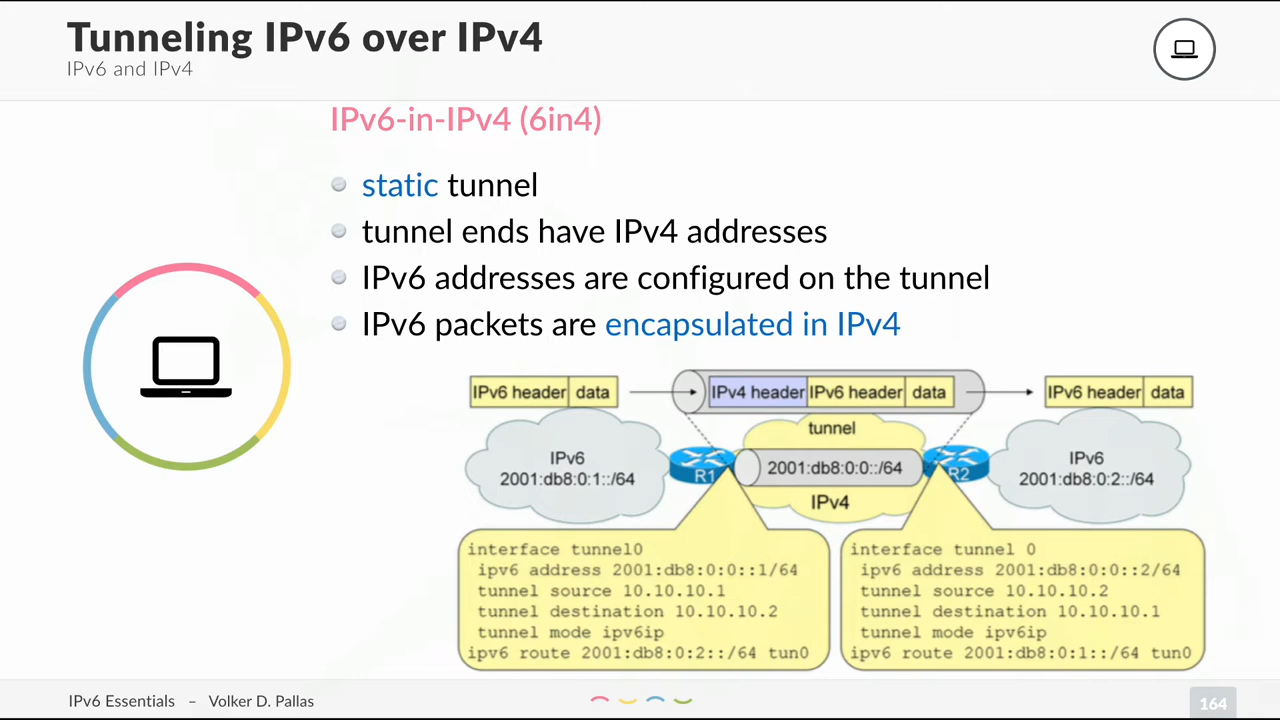 Tunneling IPv6 over IPv4
IPv6 and IPv4
IPv6-in-IPv4 (6in4)
static tunnel
tunnel ends have IPv4 addresses
IPv6 addresses are configured on the tunnel
IPv6 packets are encapsulated in IPv4
IPv6 header data
IPv4 header IPv6 header data
IPv6 header data
tunnel
IPv6
2001:db8:0:1::/64
R1
2001:db8:0:0::/64
R2
IPv6
2001:db8:0:2::/64
IPv4
interface tunnel0
ipv6 address 2001:db8:0:0::1/64
tunnel source 10.10.10.1
tunnel destination 10.10.10.2
tunnel mode ipv6ip
ipv6 route 2001:db8:0:2::/64 tun0
interface tunnel 0
ipv6 address 2001:db8:0:0::2/64
tunnel source 10.10.10.2
tunnel destination 10.10.10.1
tunnel mode ipv6ip
ipv6 route 2001:db8:0:1::/64 tun0
IPv6 Essentials – Volker D. Pallas
164